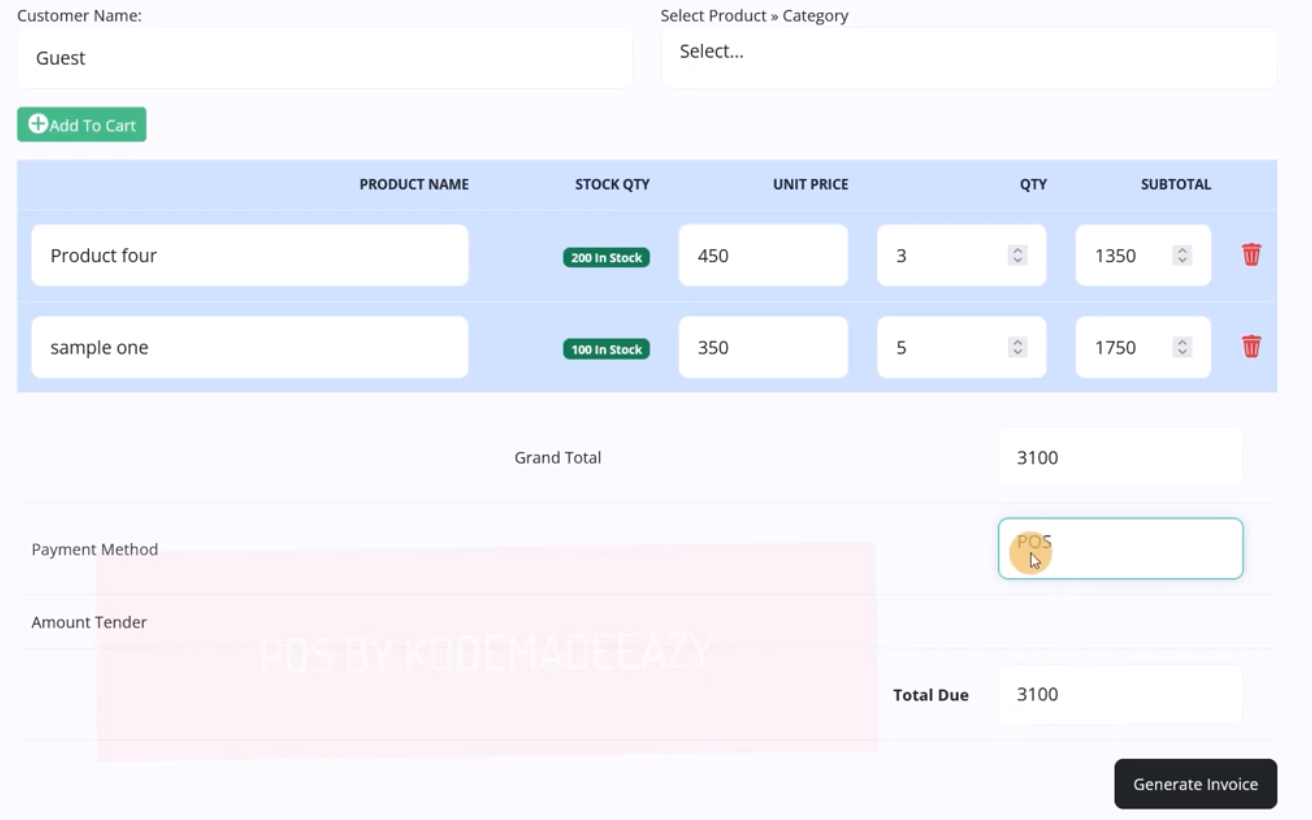 Customer Name:
Select Product » Category
Guest
Select...
Add To Cart
PRODUCT NAME STOCK QTY UNIT PRICE QTY SUBTOTAL
Product four 200 In Stock 450 3 1350
sample one 100 In Stock 350 5 1750
Grand Total 3100
Payment Method POS
Amount Tender
POS BY KODEMADEEAZY
Total Due 3100
Generate Invoice